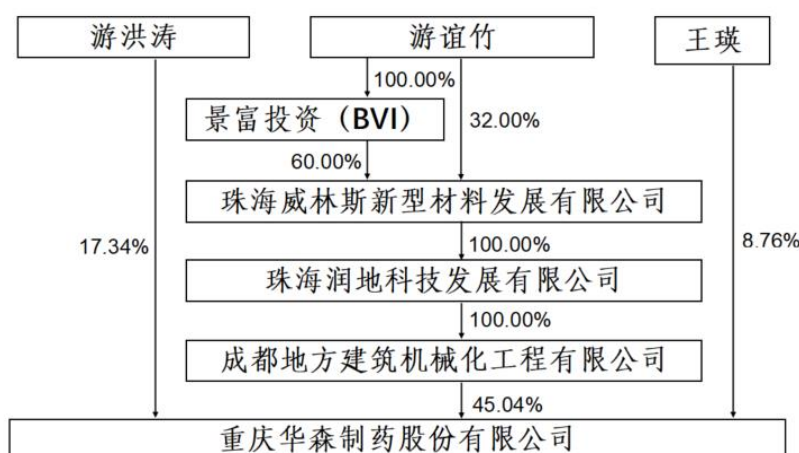 游洪涛
游谊竹
王瑛
100.00%
景富投资（BVI）
32.00%
60.00%
珠海威林斯新型材料发展有限公司
17.34%
100.00%
8.76%
珠海润地科技发展有限公司
100.00%
成都地方建筑机械化工程有限公司
45.04%
重庆华森制药股份有限公司